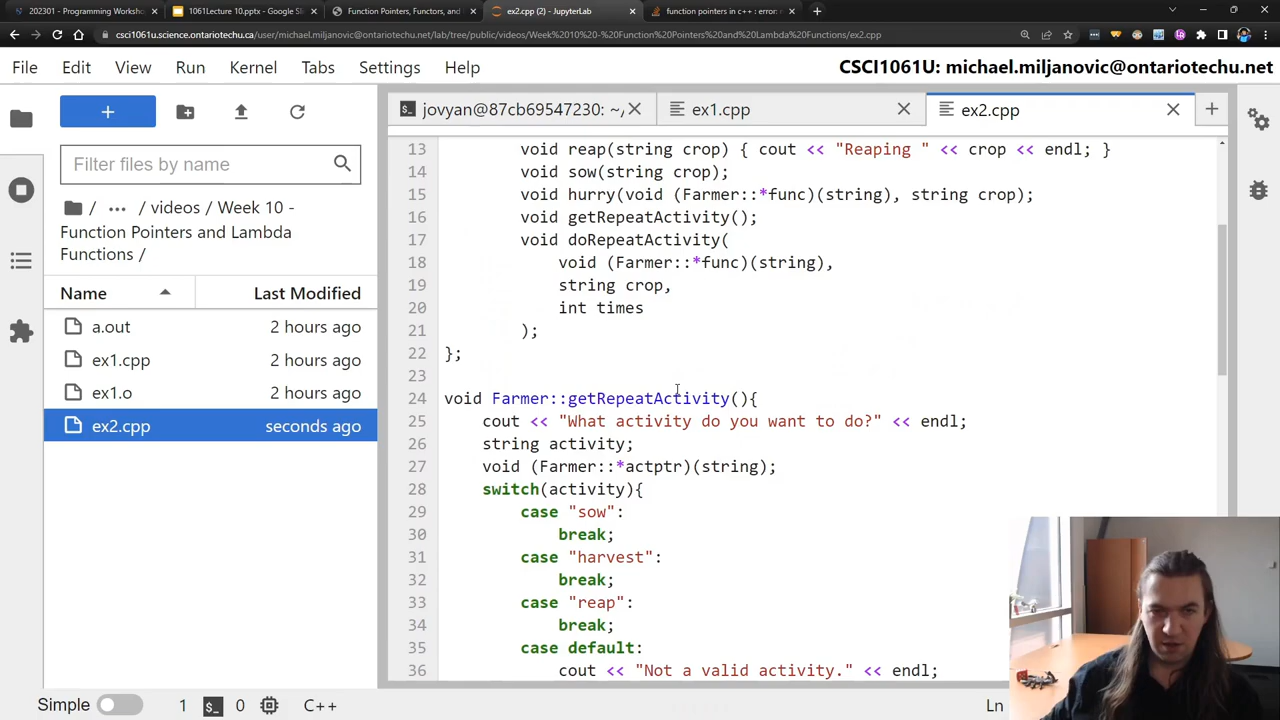 202301 - Programming Worksho
1061Lecture 10.pptx - Google Sli
Function Pointers, Functors, and
ex2.cpp (2) - JupyterLab
function pointers in c++ : error:
csci1061u.science.ontariotechu.ca/user/michael.miljanovic@ontariotechu.net/lab/tree/public/videos/Week%2010%20-%20Function%20Pointers%20and%20Lambda%20Functions/ex2.cpp
File Edit View Run Kernel Tabs Settings Help CSCI1061U: michael.miljanovic@ontariotechu.net
+
Filter files by name
/ ... / videos / Week 10 -
Function Pointers and Lambda
Functions /
Name Last Modified
a.out 2 hours ago
ex1.cpp 2 hours ago
ex1.o 2 hours ago
ex2.cpp seconds ago
jovyan@87cb69547230: ~/ ex1.cpp ex2.cpp
13 void reap(string crop) { cout << "Reaping " << crop << endl; }
14 void sow(string crop);
15 void hurry(void (Farmer::*func)(string), string crop);
16 void getRepeatActivity();
17 void doRepeatActivity(
18 void (Farmer::*func)(string),
19 string crop,
20 int times
21 );
22 };
23
24 void Farmer::getRepeatActivity(){
25 cout << "What activity do you want to do?" << endl;
26 string activity;
27 void (Farmer::*actptr)(string);
28 switch(activity){
29 case "sow":
30 break;
31 case "harvest":
32 break;
33 case "reap":
34 break;
35 case default:
36 cout << "Not a valid activity." << endl;
Simple 1 0 C++ Ln